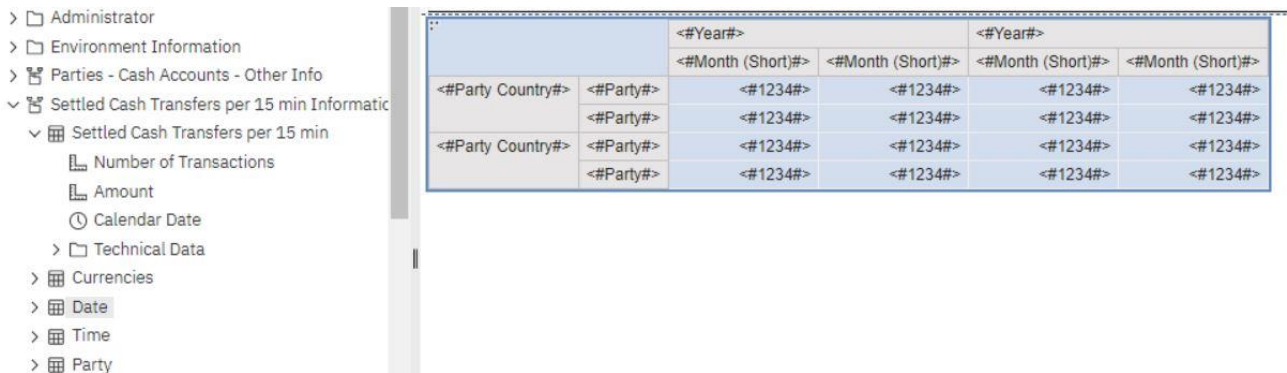 Administrator
Environment Information
Parties - Cash Accounts - Other Info
Settled Cash Transfers per 15 min Informatic
Settled Cash Transfers per 15 min
Number of Transactions
Amount
Calendar Date
Technical Data
Currencies
Date
Time
Party
<#Year#> <#Year#>
<#Month (Short)#> <#Month (Short)#> <#Month (Short)#> <#Month (Short)#>
<#Party Country#> <#Party#> <#1234#> <#1234#> <#1234#> <#1234#>
<#Party#> <#1234#> <#1234#> <#1234#> <#1234#>
<#Party Country#> <#Party#> <#1234#> <#1234#> <#1234#> <#1234#>
<#Party#> <#1234#> <#1234#> <#1234#> <#1234#>